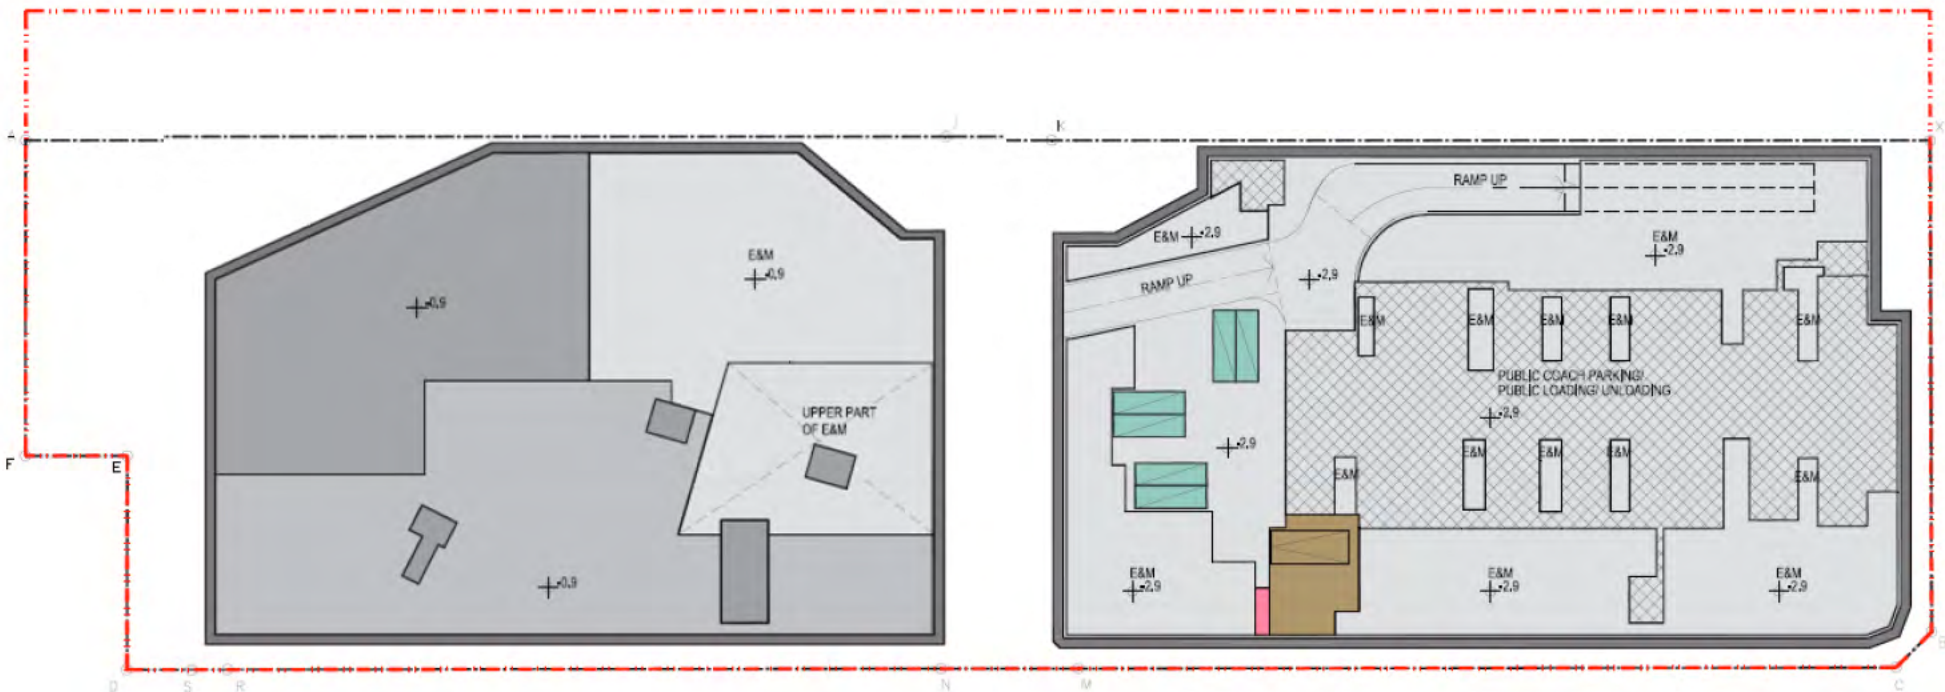 A
J
K
X
RAMP UP
E&M
-2.9
E&M
-2.9
E&M
-0.9
-2.9
RAMP UP
-0.9
E&M
E&M
E&M
E&M
E&M
PUBLIC COACH PARKING/
PUBLIC LOADING/ UNLOADING
-2.9
UPPER PART
OF E&M
-2.9
F
E
E&M
E&M
E&M
E&M
E&M
-0.9
E&M
-2.9
E&M
-2.9
E&M
-2.9
B
D
S
R
N
M
C